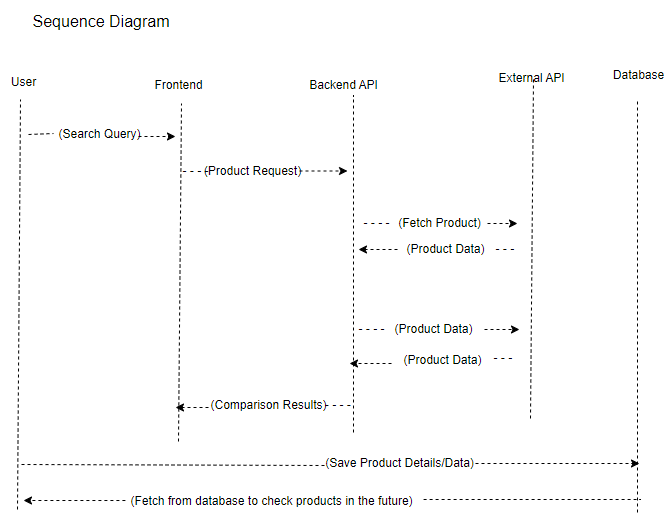 Sequence Diagram
User
Frontend
Backend API
External API
Database
(Search Query)
(Product Request)
(Fetch Product)
(Product Data)
(Product Data)
(Product Data)
(Comparison Results)
(Save Product Details/Data)
(Fetch from database to check products in the future)